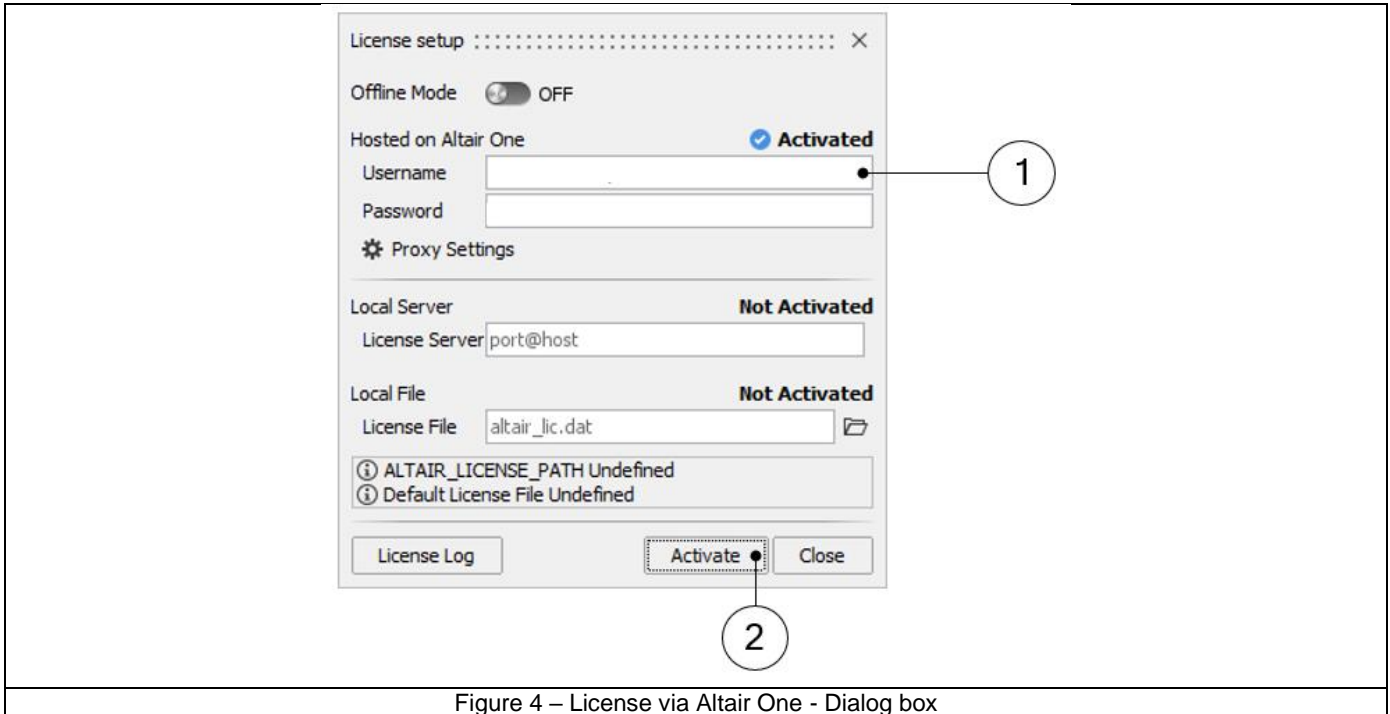 License setup
Offline Mode OFF
Hosted on Altair One Activated
Username
1
Password
Proxy Settings
Local Server Not Activated
License Server port@host
Local File Not Activated
License File altair_lic.dat
ALTAIR_LICENSE_PATH Undefined
Default License File Undefined
License Log Activate Close
2
Figure 4 – License via Altair One - Dialog box